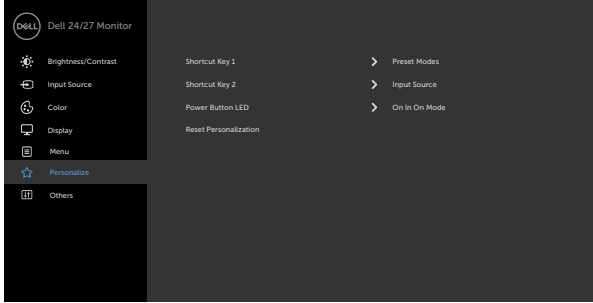 DELL Dell 24/27 Monitor
Brightness/Contrast Shortcut Key 1 Preset Modes
Input Source Shortcut Key 2 Input Source
Color Power Button LED On In On Mode
Display Reset Personalization
Menu
Personalize
Others